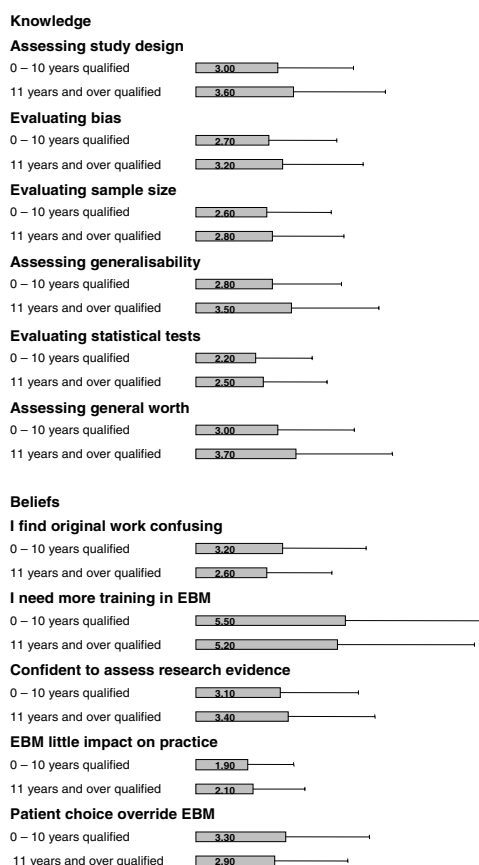 Knowledge
Assessing study design
0 – 10 years qualified 3.00
11 years and over qualified 3.60
Evaluating bias
0 – 10 years qualified 2.70
11 years and over qualified 3.20
Evaluating sample size
0 – 10 years qualified 2.60
11 years and over qualified 2.80
Assessing generalisability
0 – 10 years qualified 2.80
11 years and over qualified 3.50
Evaluating statistical tests
0 – 10 years qualified 2.20
11 years and over qualified 2.50
Assessing general worth
0 – 10 years qualified 3.00
11 years and over qualified 3.70
Beliefs
I find original work confusing
0 – 10 years qualified 3.20
11 years and over qualified 2.60
I need more training in EBM
0 – 10 years qualified 5.50
11 years and over qualified 5.20
Confident to assess research evidence
0 – 10 years qualified 3.10
11 years and over qualified 3.40
EBM little impact on practice
0 – 10 years qualified 1.90
11 years and over qualified 2.10
Patient choice override EBM
0 – 10 years qualified 3.30
11 years and over qualified 2.90